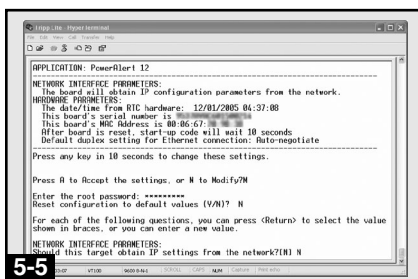 Tripp Lite - HyperTerminal
File Edit View Call Transfer Help
APPLICATION: PowerAlert 12
NETWORK INTERFACE PARAMETERS:
The board will obtain IP configuration parameters from the network.
HARDWARE PARAMETERS:
The date/time from RTC hardware: 12/01/2005 04:37:08
This board's serial number is
This board's MAC Address is 00:06:67:
After board is reset, start-up code will wait 10 seconds
Default duplex setting for Ethernet connection: Auto-negotiate
Press any key in 10 seconds to change these settings.
Press A to Accept the settings, or N to Modify?M
Enter the root password: *********
Reset configuration to default values (Y/N)? N
For each of the following questions, you can press <Return> to select the value
shown in braces, or you can enter a new value.
NETWORK INTERFACE PARAMETERS:
Should this target obtain IP settings from the network?[N] N
5-5
VT100 9600 8-N-1 SCROLL CAPS NUM Capture Print echo